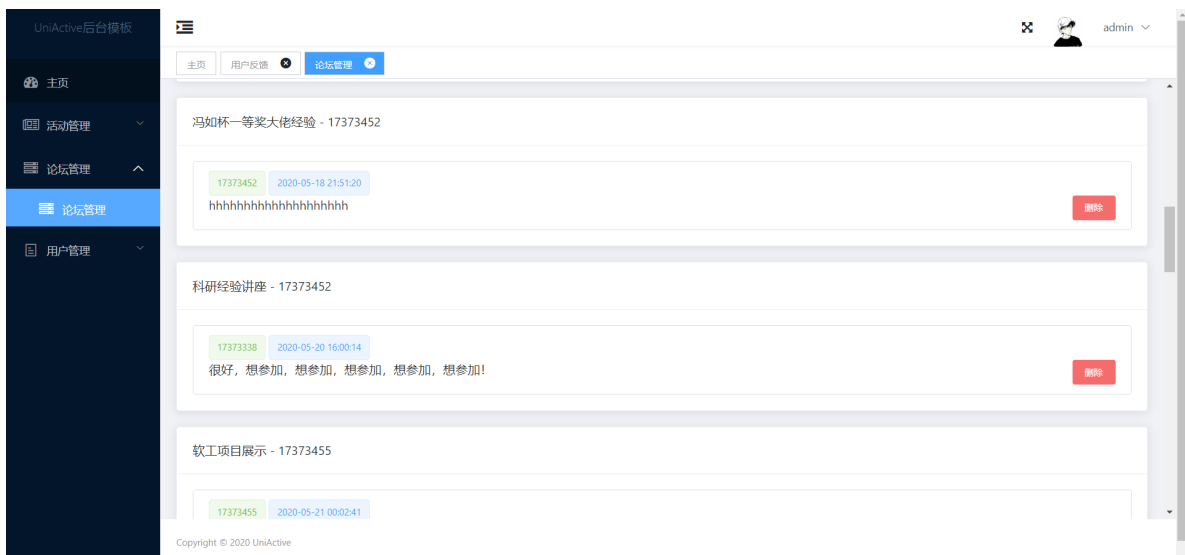 UniActive后台模板
admin
主页
用户反馈
论坛管理
主页
活动管理
论坛管理
论坛管理
用户管理
冯如杯一等奖大佬经验 - 17373452
17373452 2020-05-18 21:51:20
hhhhhhhhhhhhhhhhhhhh
删除
科研经验讲座 - 17373452
17373338 2020-05-20 16:00:14
很好，想参加，想参加，想参加，想参加，想参加！
删除
软工项目展示 - 17373455
17373455 2020-05-21 00:02:41
Copyright © 2020 UniActive